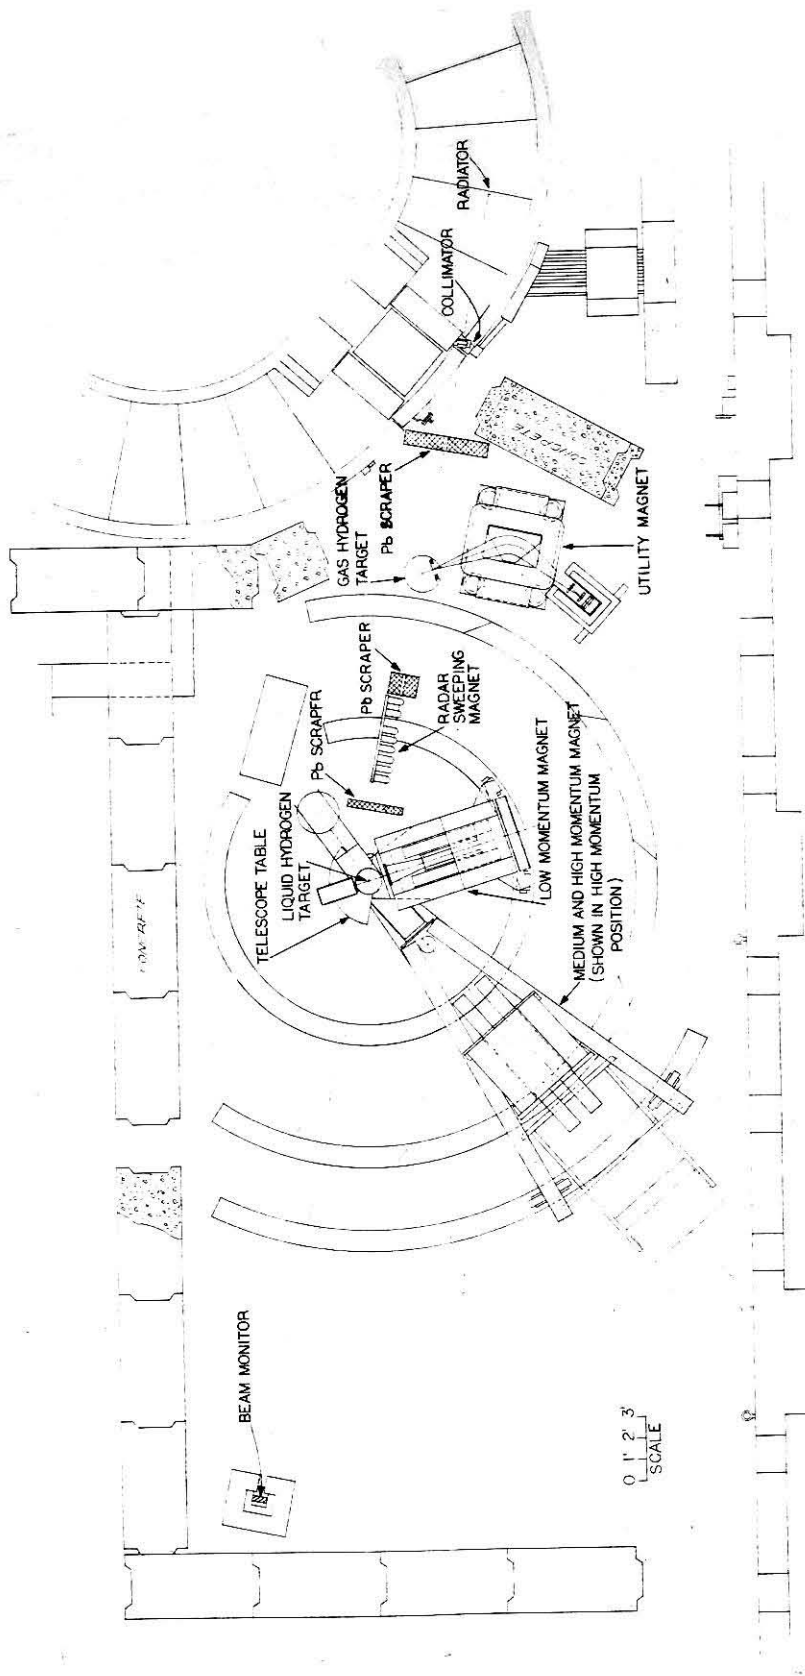 RADIATOR
COLLIMATOR
CONCRETE
GAS HYDROGEN
TARGET
Pb SCRAPER
UTILITY MAGNET
Pb SCRAPER
RADAR
SWEEPING
MAGNET
Pb SCRAPER
LIQUID HYDROGEN
TARGET
TELESCOPE TABLE
LOW MOMENTUM MAGNET
MEDIUM AND HIGH MOMENTUM MAGNET
(SHOWN IN HIGH MOMENTUM
POSITION)
CONCRETE
BEAM MONITOR
0 1' 2' 3'
SCALE